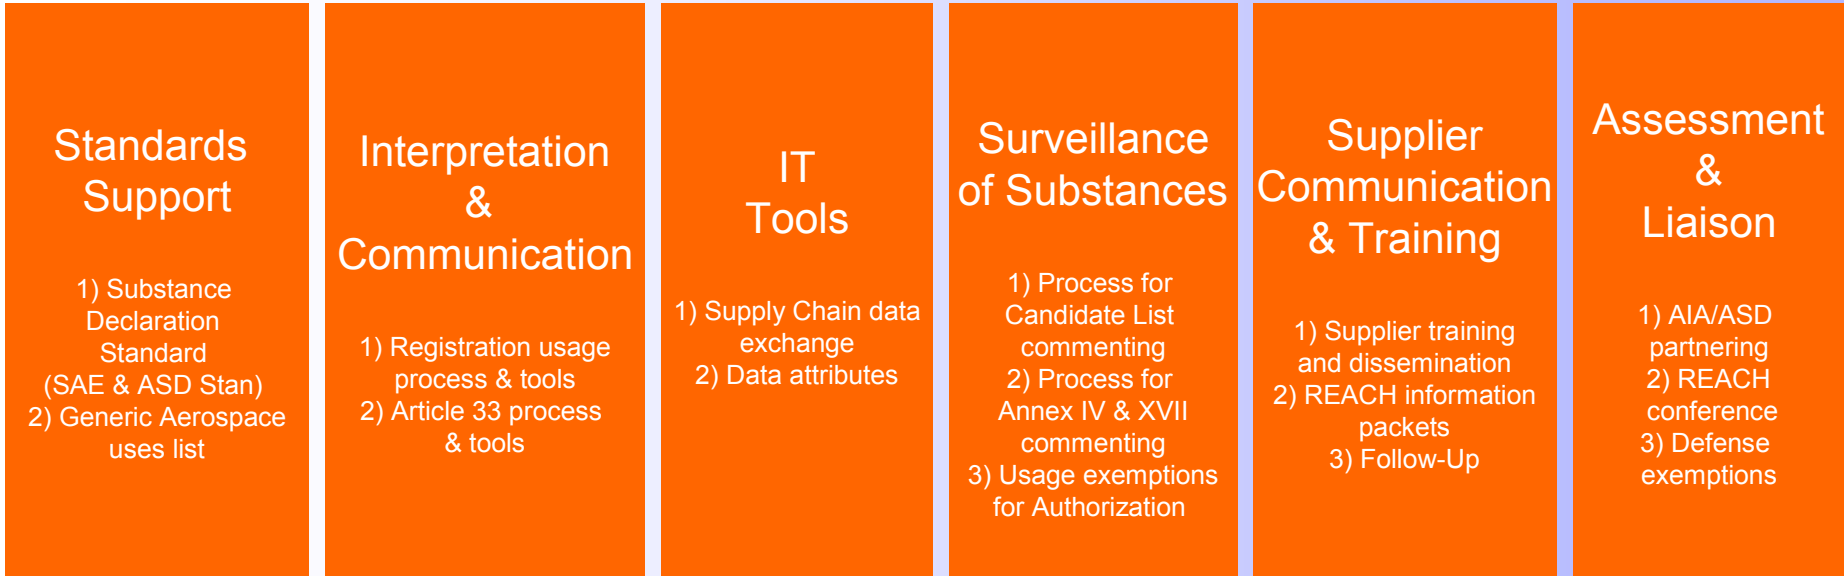 Standards
Support
1) Substance
Declaration
Standard
(SAE & ASD Stan)
2) Generic Aerospace
uses list
Interpretation
&
Communication
1) Registration usage
process & tools
2) Article 33 process
& tools
IT
Tools
1) Supply Chain data
exchange
2) Data attributes
Surveillance
of Substances
1) Process for
Candidate List
commenting
2) Process for
Annex IV & XVII
commenting
3) Usage exemptions
for Authorization
Supplier
Communication
& Training
1) Supplier training
and dissemination
2) REACH information
packets
3) Follow-Up
Assessment
&
Liaison
1) AIA/ASD
partnering
2) REACH
conference
3) Defense
exemptions